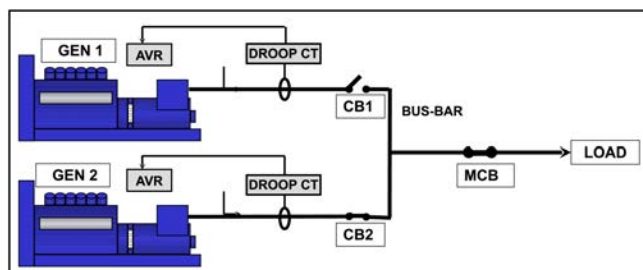 GEN 1
AVR
DROOP CT
CB1
BUS-BAR
GEN 2
AVR
DROOP CT
CB2
MCB
LOAD